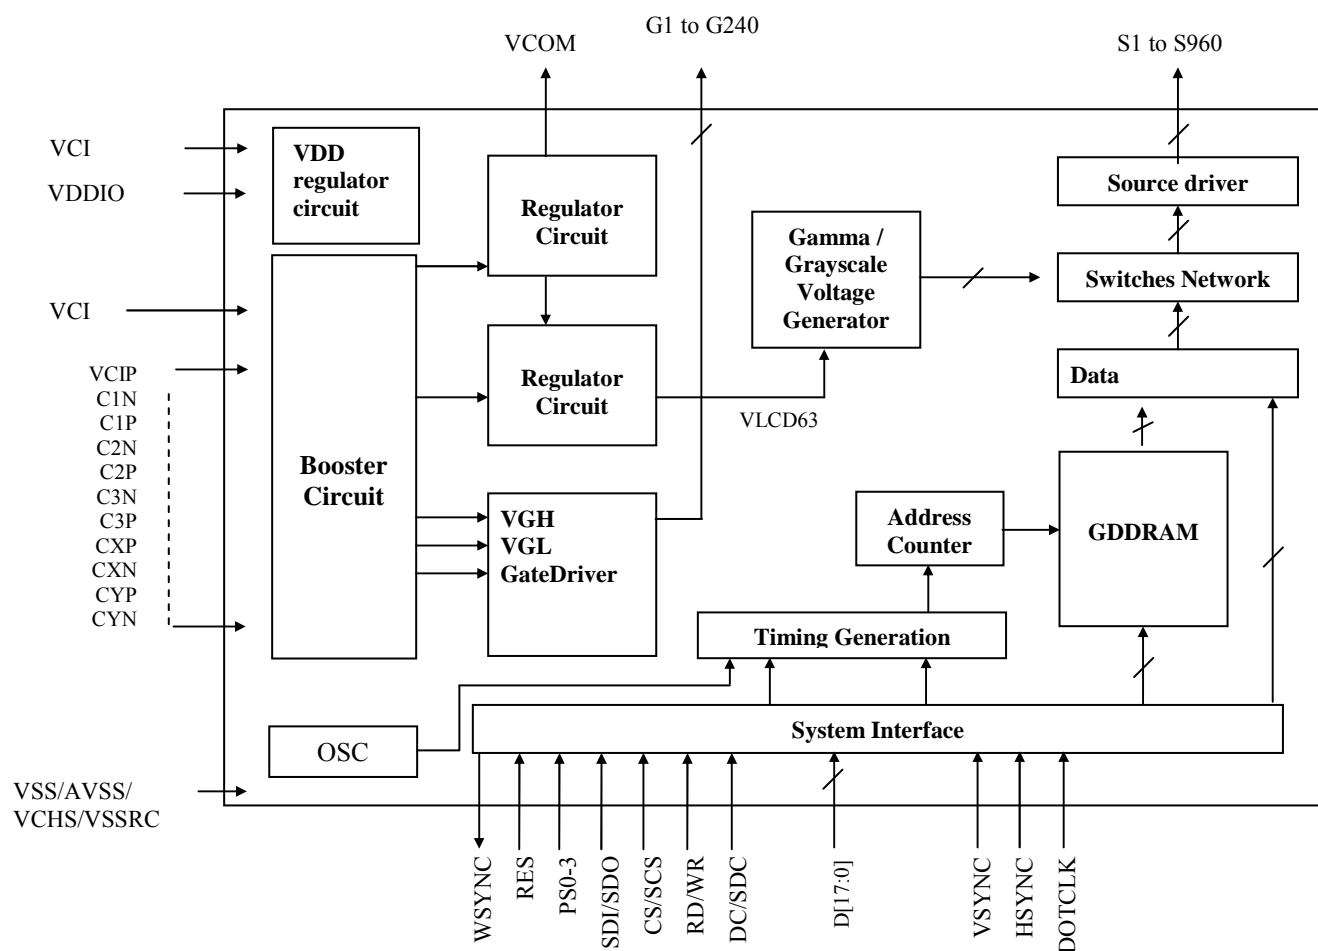 G1 to G240
VCOM
S1 to S960
VCI
VDDIO
VDD
regulator
circuit
Regulator
Circuit
Source driver
Gamma /
Grayscale
Voltage
Generator
Switches Network
VCI
VCIP
C1N
C1P
C2N
C2P
C3N
C3P
CXP
CXN
CYP
CYN
Booster
Circuit
Regulator
Circuit
VLCD63
Data
VGH
VGL
GateDriver
Address
Counter
GDDRAM
Timing Generation
System Interface
OSC
VSS/AVSS/
VCHS/VSSRC
WSYNC
RES
PS0-3
SDI/SDO
CS/SCS
RD/WR
DC/SDC
D[17:0]
VSYNC
HSYNC
DOTCLK